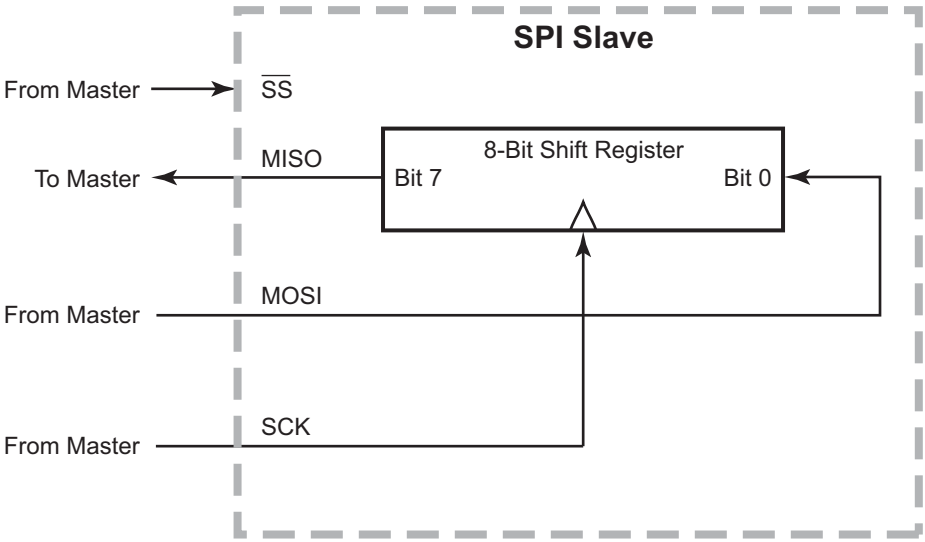 SPI Slave
From Master
S̅S̅
8-Bit Shift Register
MISO
To Master
Bit 7
Bit 0
MOSI
From Master
SCK
From Master